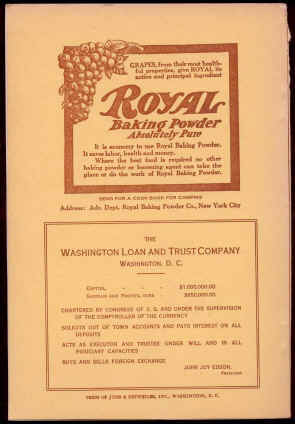 GRAPES, from their most health-
ful properties, give ROYAL its
active and principal ingredient
ROYAL
Baking Powder
Absolutely Pure
It is economy to use Royal Baking Powder.
It saves labor, health and money.
Where the best food is required no other
baking powder or leavening agent can take the
place or do the work of Royal Baking Powder.
SEND FOR A COOK BOOK FOR
Address: Adv. Dept. Royal Baking Powder Co., New York City
THE
WASHINGTON LOAN AND TRUST COMPANY
WASHINGTON, D. C.
CAPITAL, - - - $1,000,000.00
SURPLUS AND PROFITS, OVER - $650,000.00
CHARTERED BY CONGRESS OF U. S. AND UNDER THE SUPERVISION
OF THE COMPTROLLER OF THE CURRENCY
SOLICITS OUT OF TOWN ACCOUNTS AND PAYS INTEREST ON ALL
DEPOSITS
ACTS AS EXECUTOR AND TRUSTEE UNDER WILL AND IN ALL
FIDUCIARY CAPACITIES
BUYS AND SELLS FOREIGN EXCHANGE
JOHN JOY EDSON,
PRESIDENT
PRESS OF JUDD & DETWEILER, INC., WASHINGTON, D. C.